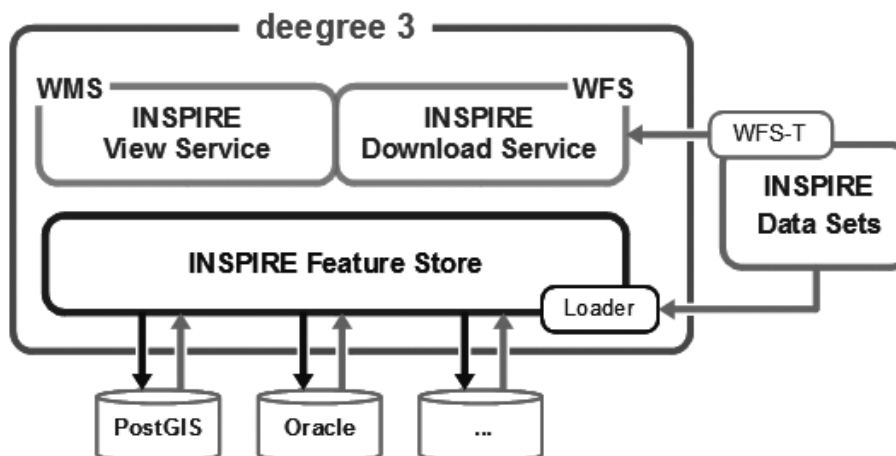 deegree 3
WMS
WFS
INSPIRE
View Service
INSPIRE
Download Service
WFS-T
INSPIRE
Data Sets
INSPIRE Feature Store
Loader
PostGIS
Oracle
...